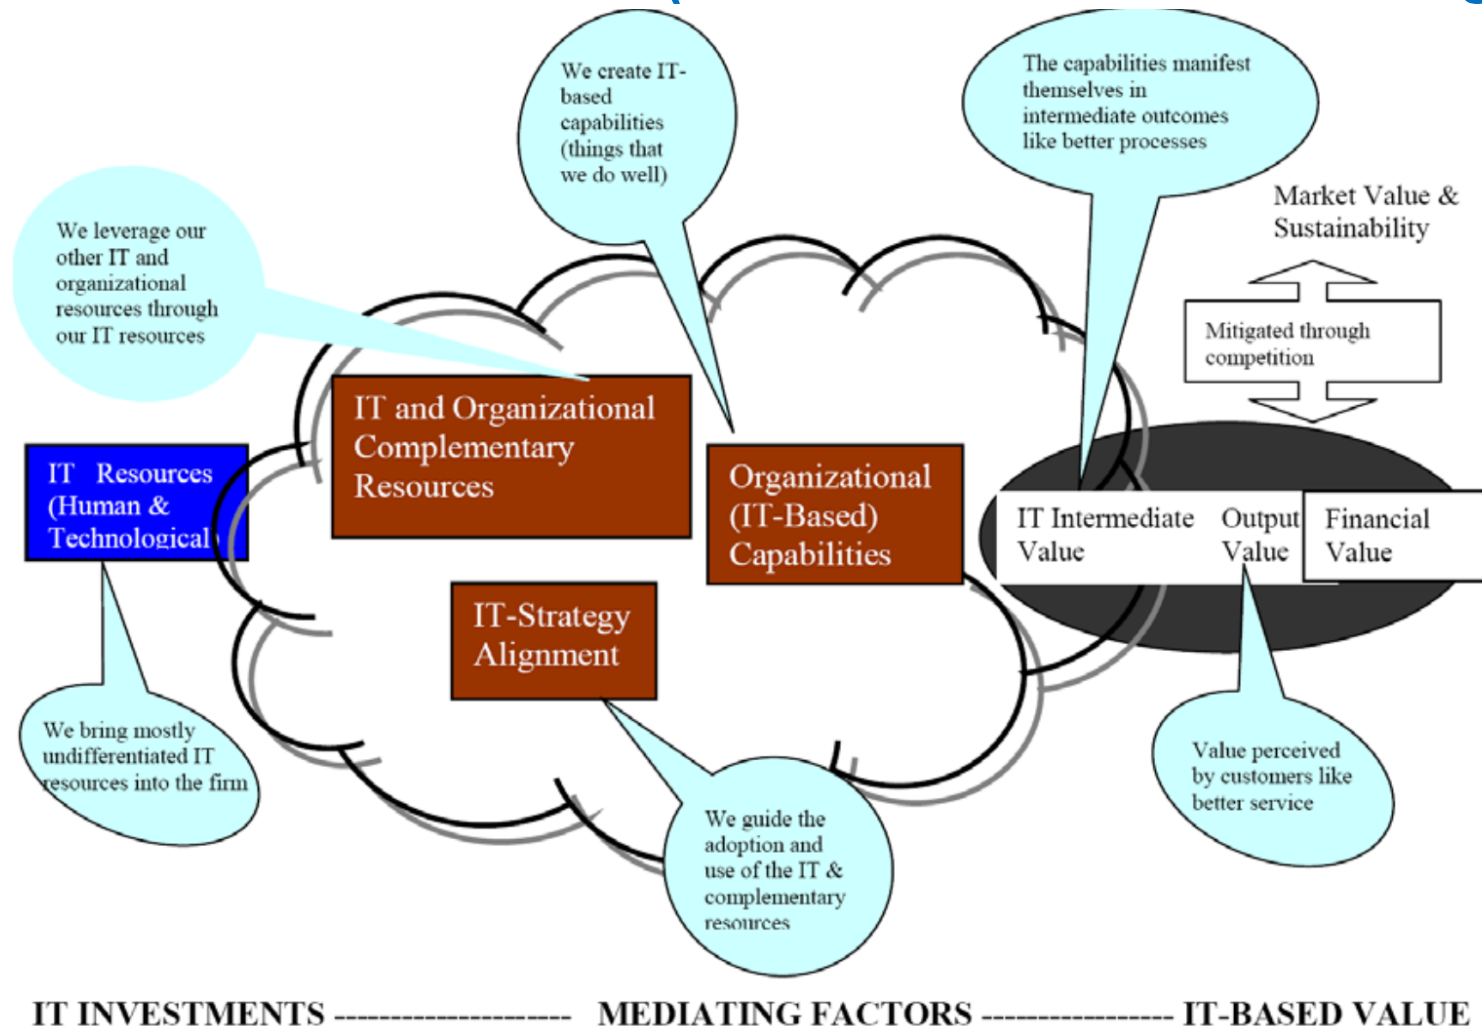 We create IT-
based
capabilities
(things that
we do well)
The capabilities manifest
themselves in
intermediate outcomes
like better processes
Market Value &
Sustainability
We leverage our
other IT and
organizational
resources through
our IT resources
Mitigated through
competition
IT and Organizational
Complementary
Resources
IT Resources
(Human &
Technological)
Organizational
(IT-Based)
Capabilities
IT Intermediate
Value
Output
Value
Financial
Value
IT-Strategy
Alignment
We bring mostly
undifferentiated IT
resources into the firm
Value perceived
by customers like
better service
We guide the
adoption and
use of the IT &
complementary
resources
IT INVESTMENTS --------------------- MEDIATING FACTORS ----------------- IT-BASED VALUE